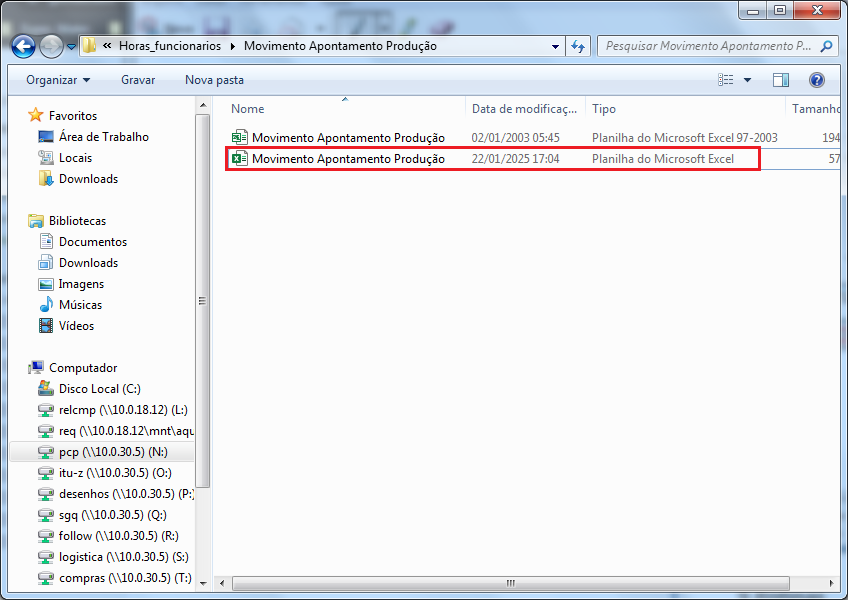 « Horas_funcionarios Movimento Apontamento Produção
Pesquisar Movimento Apontamento P...
Organizar Gravar Nova pasta
Nome Data de modificaç... Tipo Tamanho
Movimento Apontamento Produção 02/01/2003 05:45 Planilha do Microsoft Excel 97-2003 194
Movimento Apontamento Produção 22/01/2025 17:04 Planilha do Microsoft Excel 57
Favoritos
Área de Trabalho
Locais
Downloads
Bibliotecas
Documentos
Downloads
Imagens
Músicas
Vídeos
Computador
Disco Local (C:)
relcmp (\\10.0.18.12) (L:)
req (\\10.0.18.12\mnt\aqu
pcp (\\10.0.30.5) (N:)
itu-z (\\10.0.30.5) (O:)
desenhos (\\10.0.30.5) (P:)
sgq (\\10.0.30.5) (Q:)
follow (\\10.0.30.5) (R:)
logistica (\\10.0.30.5) (S:)
compras (\\10.0.30.5) (T:)